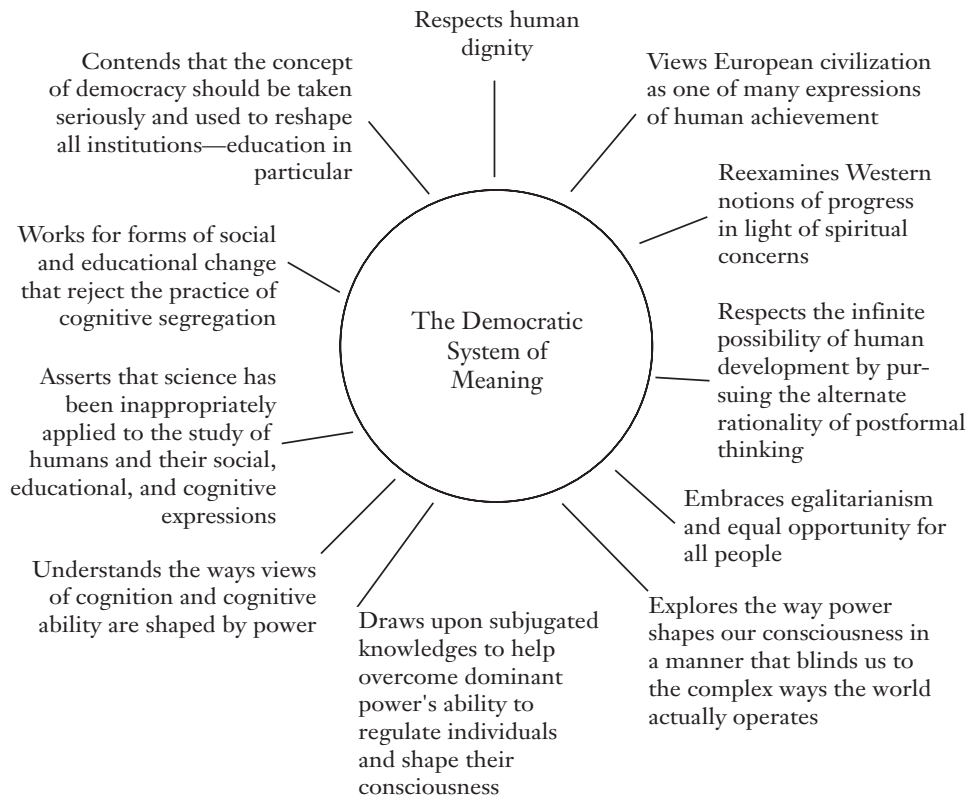 Respects human
dignity
Views European civilization
as one of many expressions
of human achievement
Reexamines Western
notions of progress
in light of spiritual
concerns
Respects the infinite
possibility of human
development by pur-
suing the alternate
rationality of postformal
thinking
Embraces egalitarianism
and equal opportunity for
all people
Explores the way power
shapes our consciousness in
a manner that blinds us to
the complex ways the world
actually operates
Draws upon subjugated
knowledges to help
overcome dominant
power's ability to
regulate individuals
and shape their
consciousness
Understands the ways views
of cognition and cognitive
ability are shaped by power
Asserts that science has
been inappropriately
applied to the study of
humans and their social,
educational, and cognitive
expressions
Works for forms of social
and educational change
that reject the practice of
cognitive segregation
Contends that the concept
of democracy should be taken
seriously and used to reshape
all institutions—education in
particular
The Democratic
System of
Meaning